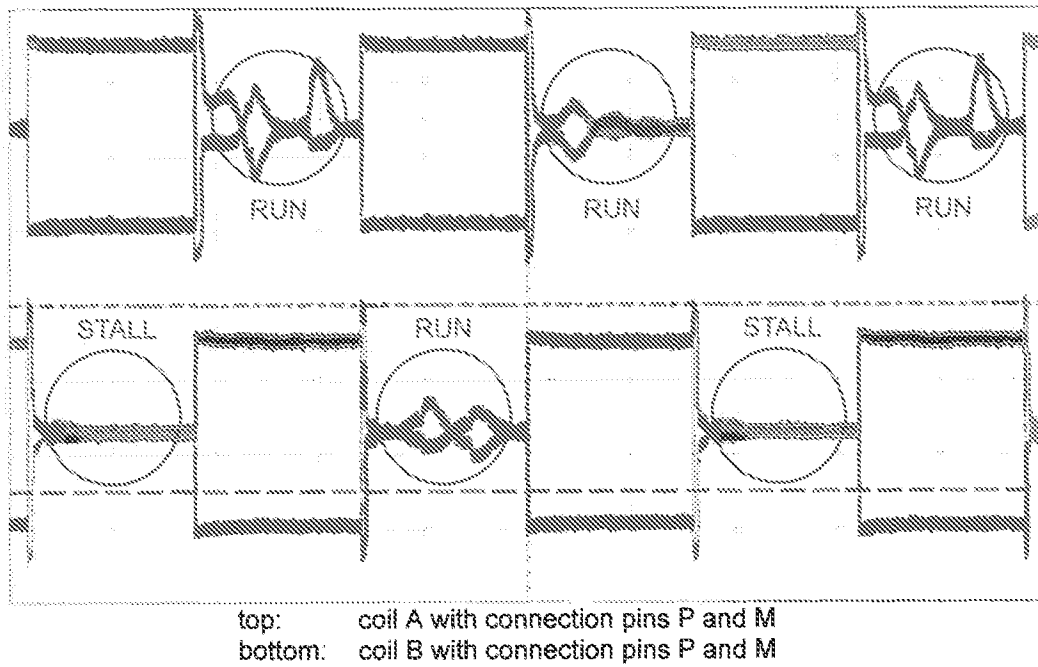 RUN RUN RUN
STALL RUN STALL
top: coil A with connection pins P and M
bottom: coil B with connection pins P and M